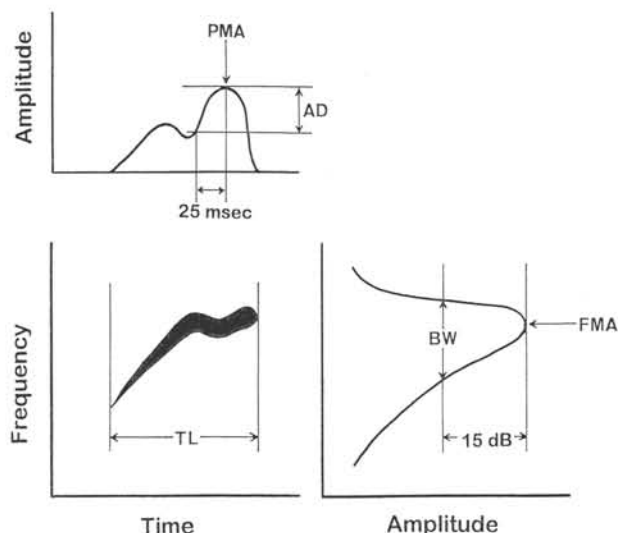 PMA
Amplitude
AD
25 msec
Frequency
TL
Time
BW
FMA
15 dB
Amplitude